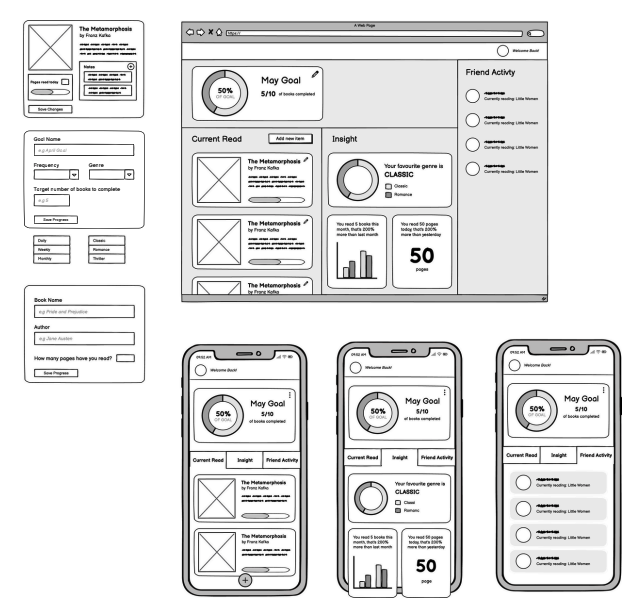 The Metamorphosis
by Franz Kafka
Pages read today
Notes
Save Changes
Goal Name
e.g April Goal
Frequency
Genre
Target number of books to complete
e.g 5
Save Progress
Daily
Weekly
Monthly
Classic
Romance
Thriller
Book Name
e.g Pride and Prejudice
Author
e.g Jane Austen
How many pages have you read?
Save Progress
A Web Page
https://
Welcome Back!
50%
OF GOAL
May Goal
5/10 of books completed
Friend Activty
Currently reading: Little Women
Currently reading: Little Women
Currently reading: Little Women
Currently reading: Little Women
Current Read
Add new item
The Metamorphosis
by Franz Kafka
The Metamorphosis
by Franz Kafka
The Metamorphosis
by Franz Kafka
Insight
Your favourite genre is
CLASSIC
Classic
Romance
You read 5 books this
month, that's 200%
more than last month
You read 50 pages
today that's 200%
more than yesterday
50
pages
09:02 AM
Welcome Back!
50%
OF GOAL
May Goal
5/10
of books completed
Current Read
Insight
Friend Activity
The Metamorphosis
by Franz Kafka
The Metamorphosis
by Franz Kafka
09:02 AM
Welcome Back!
50%
OF GOAL
May Goal
5/10
of books completed
Current Read
Insight
Friend Activity
Your favourite genre is
CLASSIC
Classi
Romanc
You read 5 books this
month, that's 200%
more than last month
You read 50 pages
today, that's 200%
more than yesterday
50
page
09:02 AM
Welcome Back!
50%
OF GOAL
May Goal
5/10
of books completed
Current Read
Insight
Friend Activity
Currently reading: Little Women
Currently reading: Little Women
Currently reading: Little Women
Currently reading: Little Women